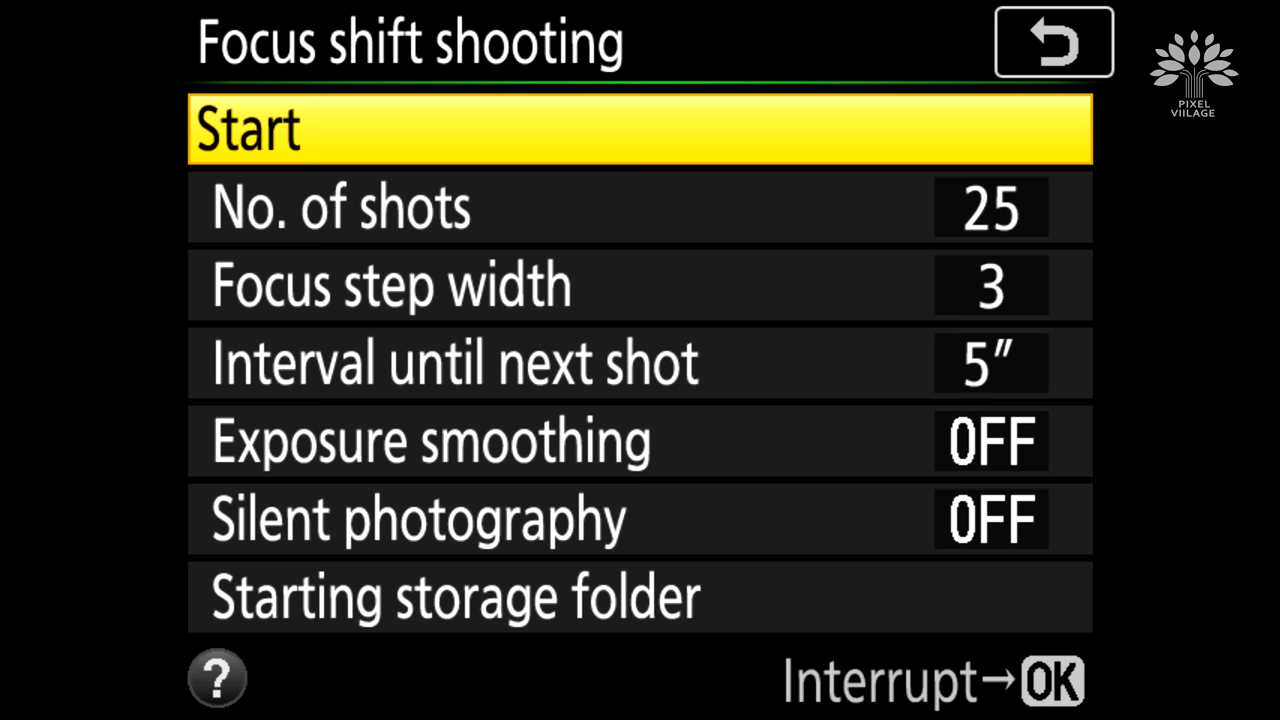 Focus shift shooting
PIXEL
VIILAGE
Start
No. of shots 25
Focus step width 3
Interval until next shot 5″
Exposure smoothing OFF
Silent photography OFF
Starting storage folder
? Interrupt→OK